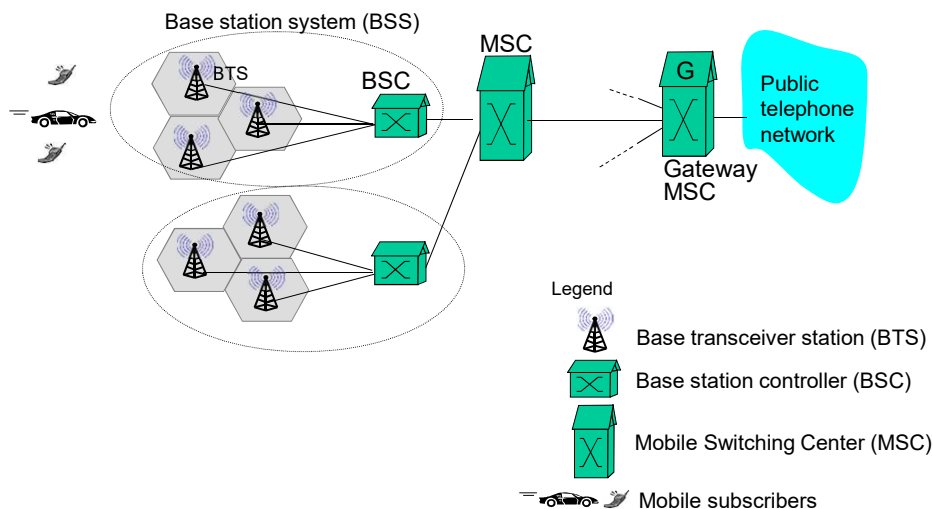 Base station system (BSS)
BTS
BSC
MSC
G
Gateway
MSC
Public
telephone
network
Legend
Base transceiver station (BTS)
Base station controller (BSC)
Mobile Switching Center (MSC)
Mobile subscribers